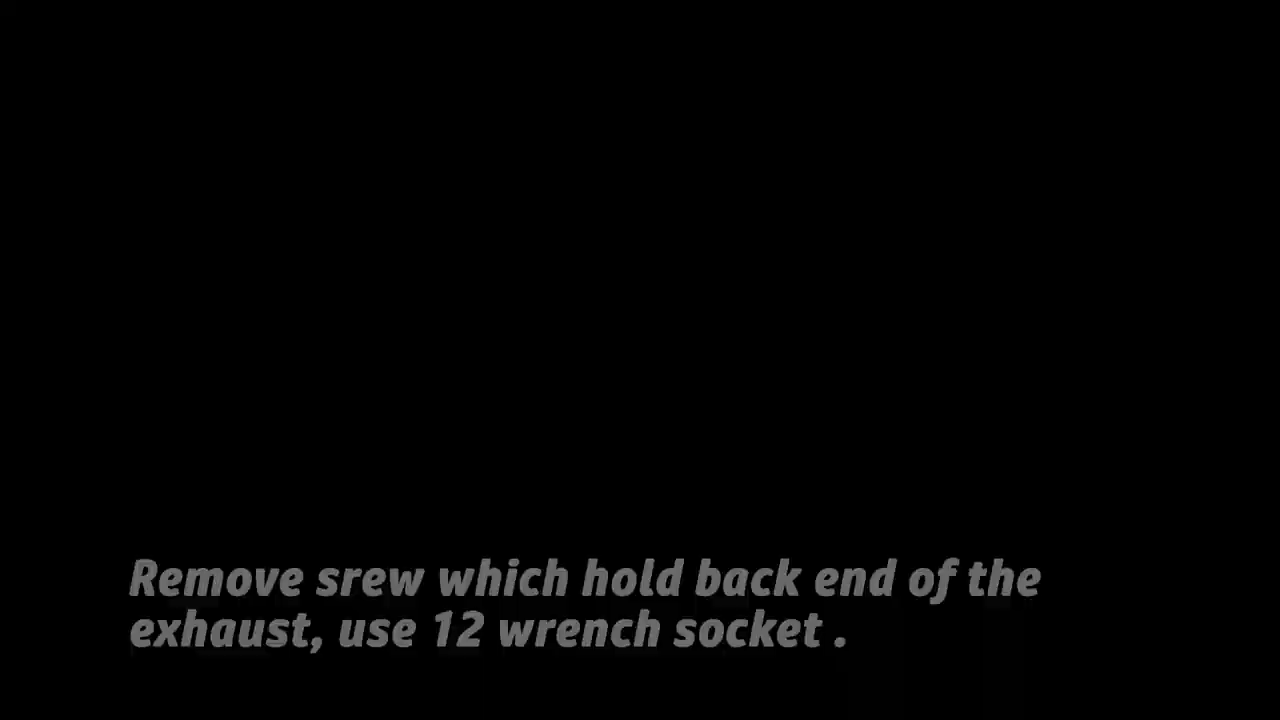 Remove srew which hold back end of the
exhaust, use 12 wrench socket .